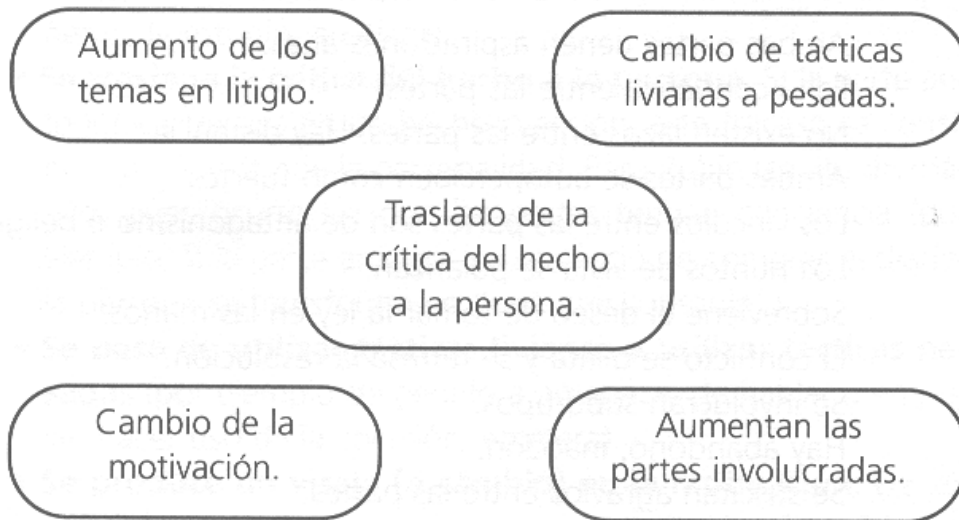 Aumento de los
temas en litigio.
Cambio de tácticas
livianas a pesadas.
Traslado de la
crítica del hecho
a la persona.
Cambio de la
motivación.
Aumentan las
partes involucradas.